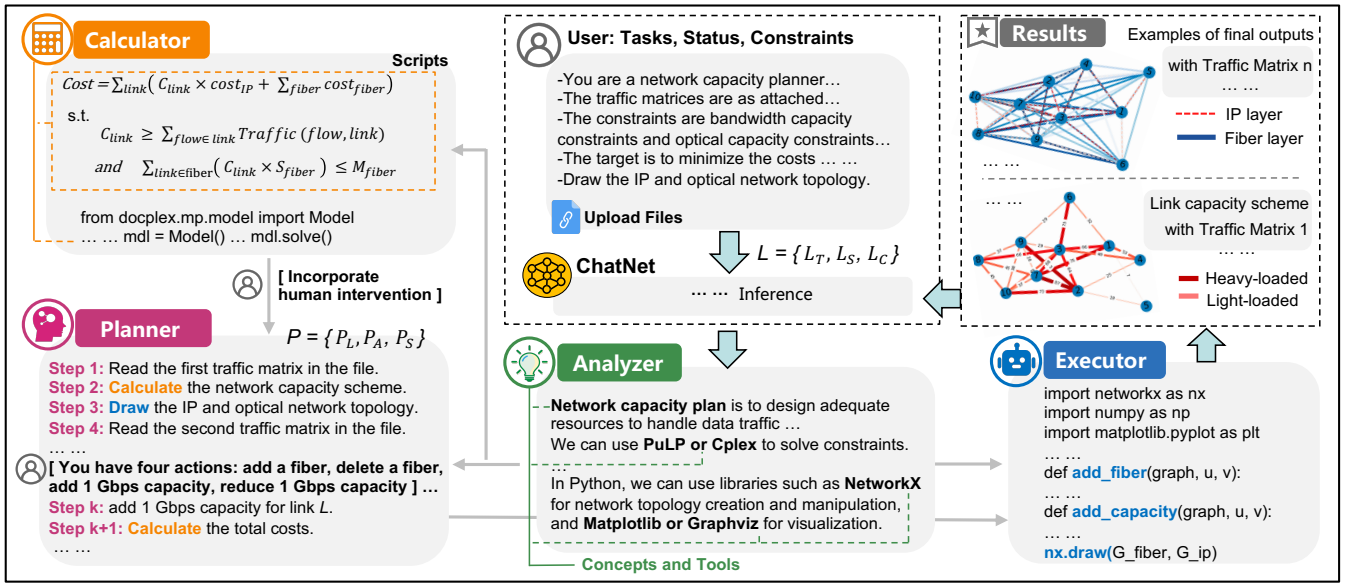 Calculator
Scripts
Cost = ∑link( Clink × costIP + ∑fiber costfiber)
s.t.
Clink ≥ ∑flow∈link Traffic (flow, link)
and ∑link∈fiber( Clink × Sfiber ) ≤ Mfiber
from docplex.mp.model import Model
… … mdl = Model() … mdl.solve()
[ Incorporate
human intervention ]
Planner
P = {PL, PA, PS}
Step 1: Read the first traffic matrix in the file.
Step 2: Calculate the network capacity scheme.
Step 3: Draw the IP and optical network topology.
Step 4: Read the second traffic matrix in the file.
… …
[ You have four actions: add a fiber, delete a fiber,
add 1 Gbps capacity, reduce 1 Gbps capacity ] …
Step k: add 1 Gbps capacity for link L.
Step k+1: Calculate the total costs.
… …
User: Tasks, Status, Constraints
-You are a network capacity planner…
-The traffic matrices are as attached…
-The constraints are bandwidth capacity
constraints and optical capacity constraints…
-The target is to minimize the costs … …
-Draw the IP and optical network topology.
Upload Files
L = {LT, LS, LC}
ChatNet
… … Inference
Analyzer
Network capacity plan is to design adequate
resources to handle data traffic …
We can use PuLP or Cplex to solve constraints.
…
In Python, we can use libraries such as NetworkX
for network topology creation and manipulation,
and Matplotlib or Graphviz for visualization.
Concepts and Tools
Results
Examples of final outputs
with Traffic Matrix n
… …
IP layer
Fiber layer
… …
… …
Link capacity scheme
with Traffic Matrix 1
… …
Heavy-loaded
Light-loaded
Executor
import networkx as nx
import numpy as np
import matplotlib.pyplot as plt
… …
def add_fiber(graph, u, v):
… …
def add_capacity(graph, u, v):
… …
nx.draw(G_fiber, G_ip)